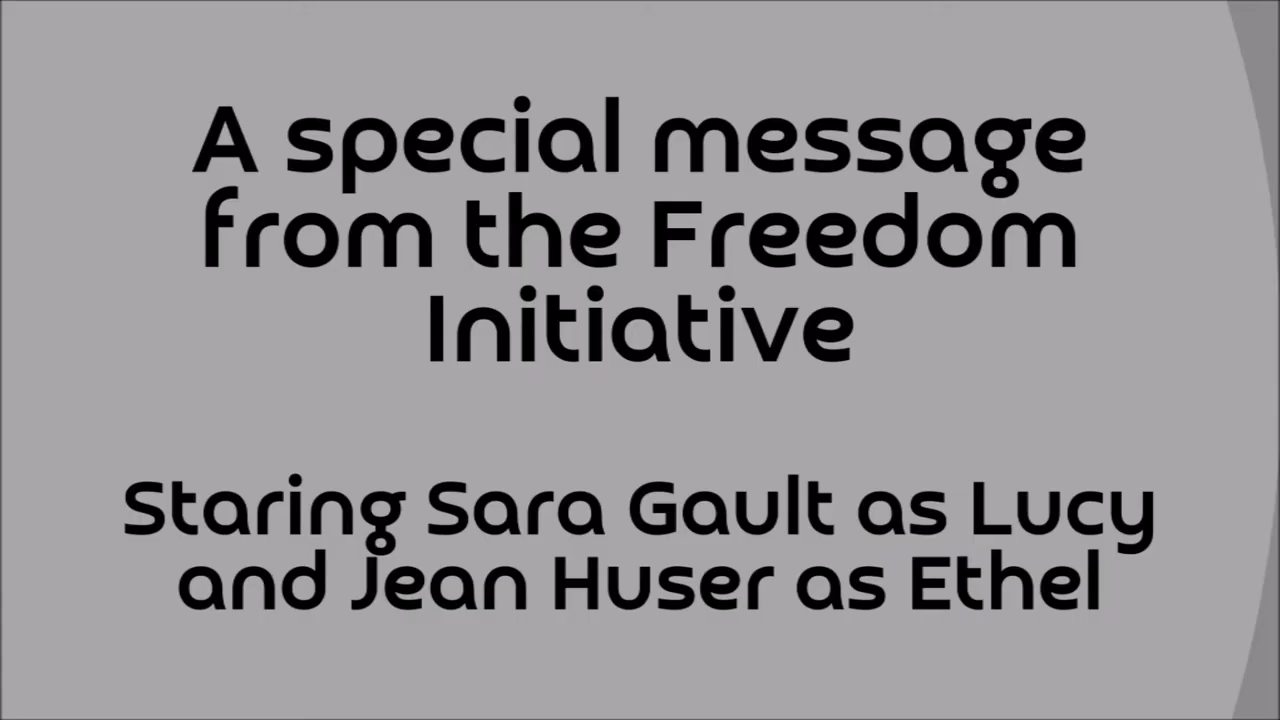 A special message
from the Freedom
Initiative
Staring Sara Gault as Lucy
and Jean Huser as Ethel